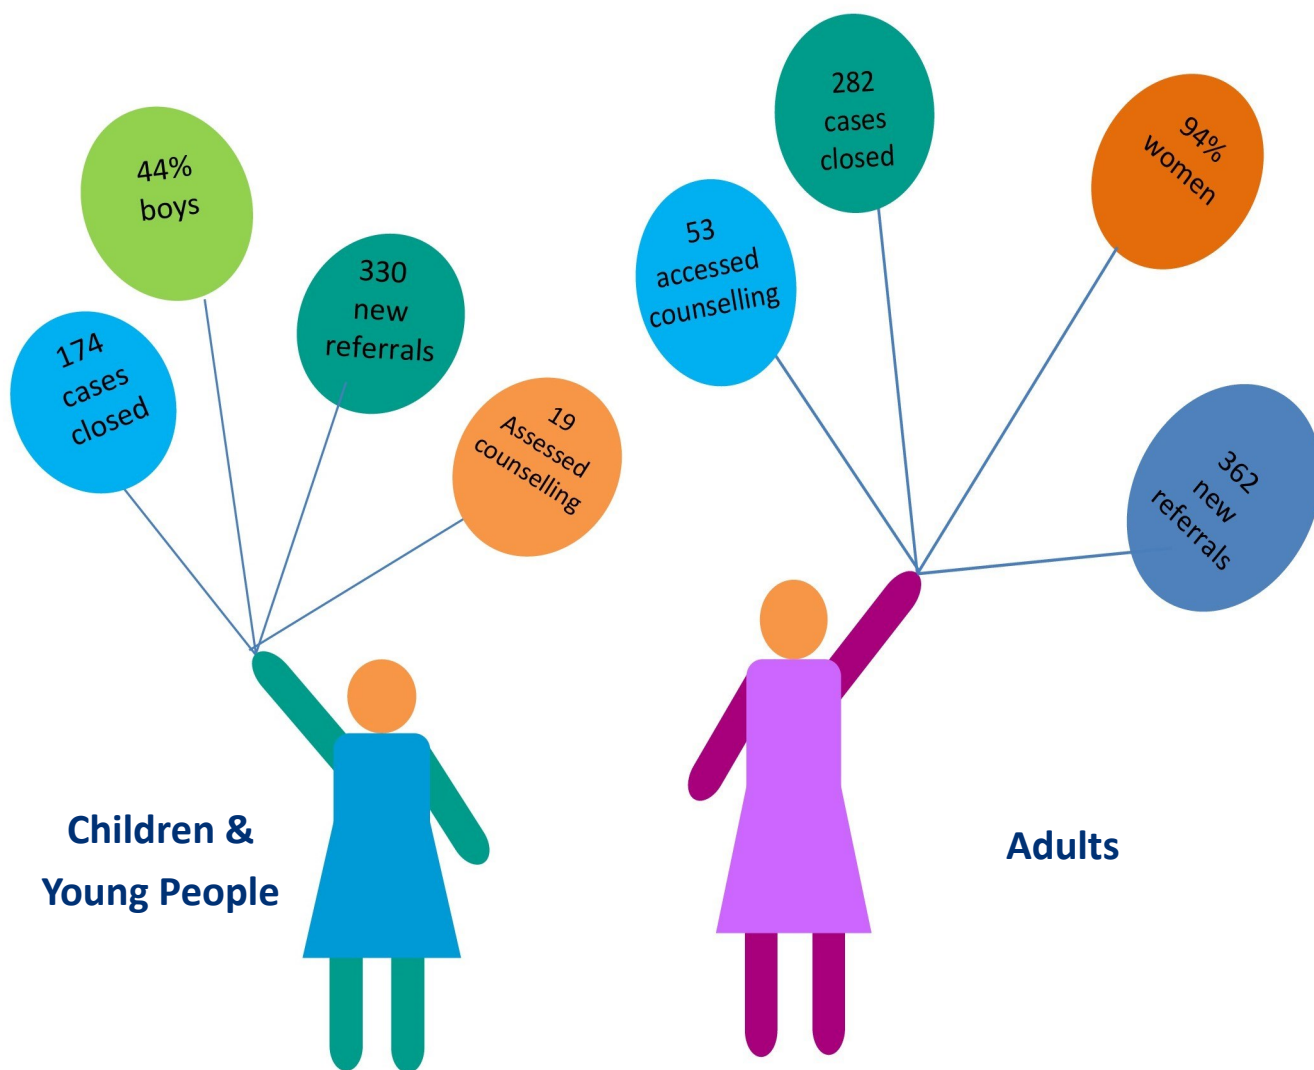 44%
boys
174
cases
closed
330
new
referrals
19
Assessed
counselling
Children &
Young People
282
cases
closed
94%
women
53
accessed
counselling
362
new
referrals
Adults